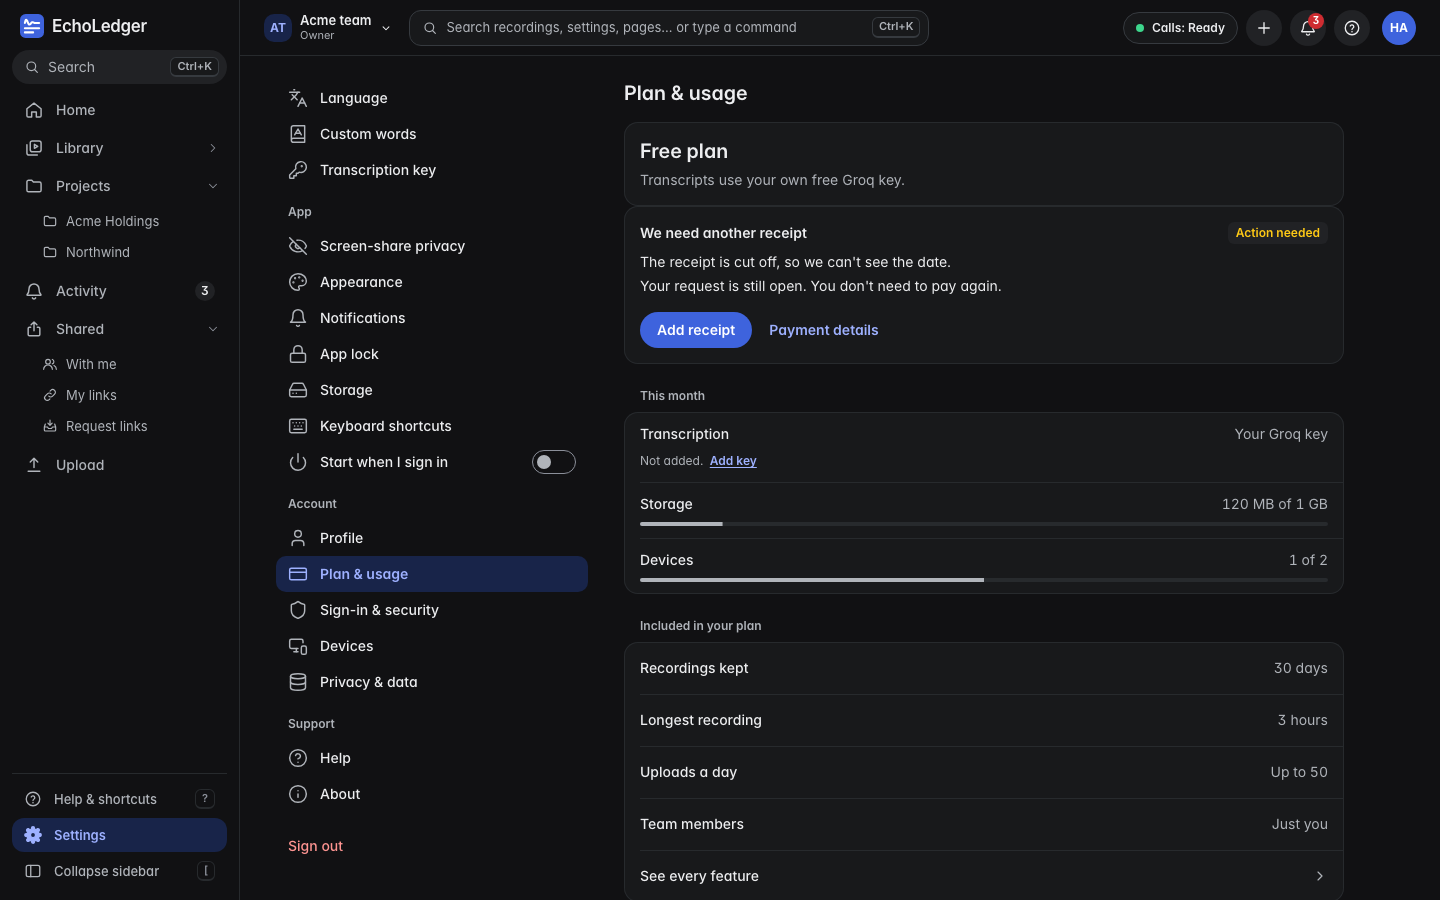 EchoLedger
Search Ctrl+K
Home
Library
Projects
Acme Holdings
Northwind
Activity 3
Shared
With me
My links
Request links
Upload
Help & shortcuts ?
Settings
Collapse sidebar [
AT Acme team
Owner
Search recordings, settings, pages... or type a command Ctrl+K
Calls: Ready
3
HA
Language
Custom words
Transcription key
App
Screen-share privacy
Appearance
Notifications
App lock
Storage
Keyboard shortcuts
Start when I sign in
Account
Profile
Plan & usage
Sign-in & security
Devices
Privacy & data
Support
Help
About
Sign out
Plan & usage
Free plan
Transcripts use your own free Groq key.
We need another receipt Action needed
The receipt is cut off, so we can't see the date.
Your request is still open. You don't need to pay again.
Add receipt Payment details
This month
Transcription Your Groq key
Not added. Add key
Storage 120 MB of 1 GB
Devices 1 of 2
Included in your plan
Recordings kept 30 days
Longest recording 3 hours
Uploads a day Up to 50
Team members Just you
See every feature